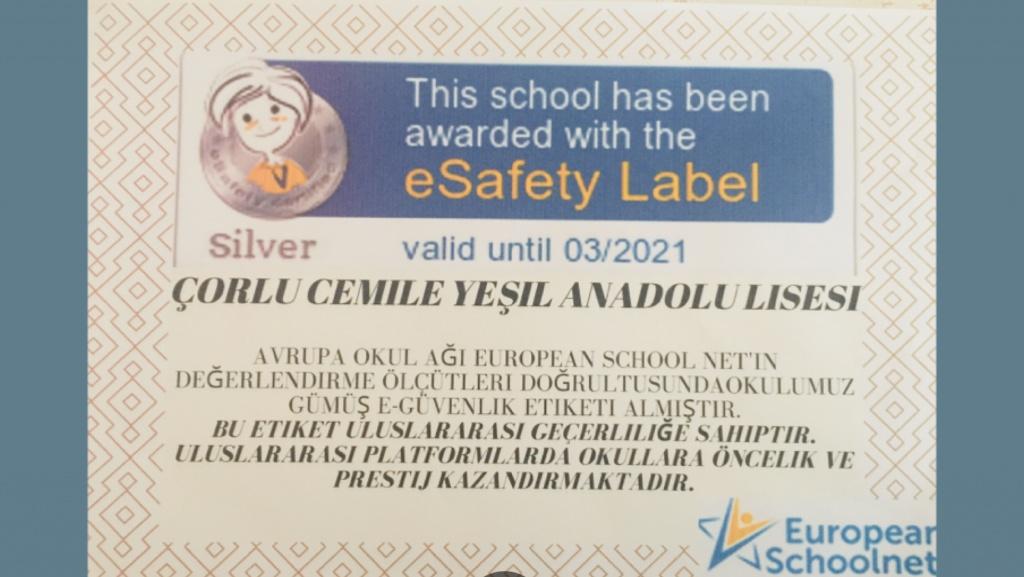 This school has been
awarded with the
eSafety Label
Silver
valid until 03/2021
ÇORLU CEMILE YEŞIL ANADOLU LISESI
AVRUPA OKUL AĞI EUROPEAN SCHOOL NET'IN
DEĞERLENDIRME ÖLÇÜTLERI DOĞRULTUSUNDAOKULUMUZ
GÜMÜŞ E-GÜVENLIK ETIKETI ALMIŞTIR.
BU ETIKET ULUSLARARASI GEÇERLILIĞE SAHIPTIR.
ULUSLARARASI PLATFORMLARDA OKULLARA ÖNCELIK VE
PRESTIJ KAZANDIRMAKTADIR.
European
Schoolnet